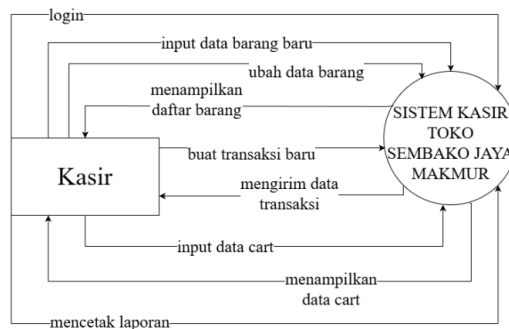 login
input data barang baru
ubah data barang
menampilkan
daftar barang
SISTEM KASIR
TOKO
SEMBAKO JAYA
MAKMUR
buat transaksi baru
Kasir
mengirim data
transaksi
input data cart
menampilkan
data cart
mencetak laporan